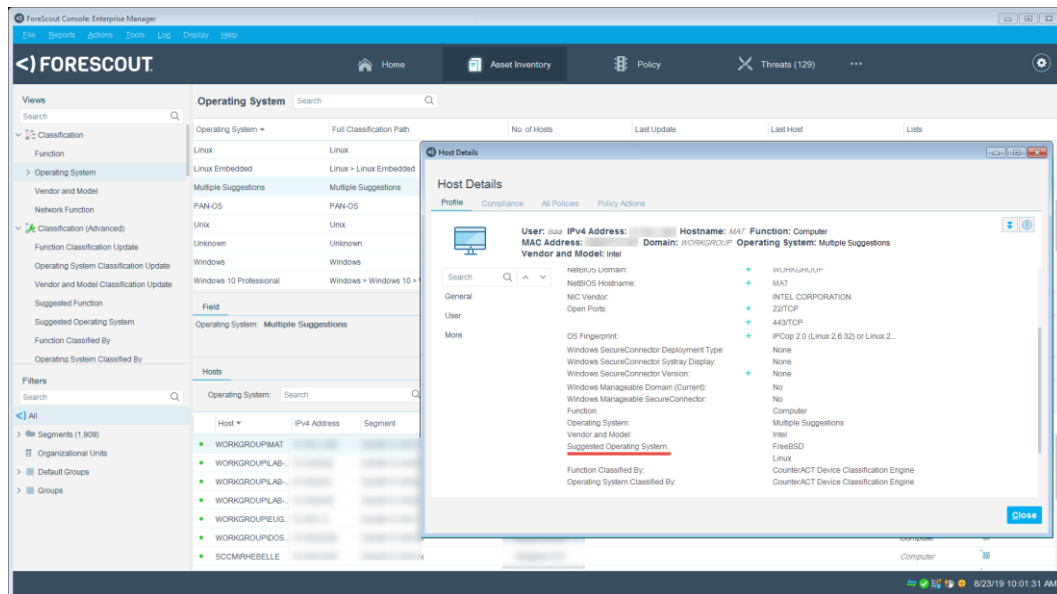 ForeScout Console: Enterprise Manager
File Reports Actions Tools Log Display Help
<) FORESCOUT.
Home
Asset Inventory
Policy
Threats (129)
Views
Search
Classification
Function
Operating System
Vendor and Model
Network Function
Classification (Advanced)
Function Classification Update
Operating System Classification Update
Vendor and Model Classification Update
Suggested Function
Suggested Operating System
Function Classified By
Operating System Classified By
Filters
Search
All
Segments (1,909)
Organizational Units
Default Groups
Groups
Operating System Search
Operating System Full Classification Path No. of Hosts Last Update Last Host Lists
Linux Linux
Linux Embedded Linux > Linux Embedded
Multiple Suggestions Multiple Suggestions
PAN-OS PAN-OS
Unix Unix
Unknown Unknown
Windows Windows
Windows 10 Professional Windows > Windows 10 >
Field
Operating System: Multiple Suggestions
Hosts
Operating System: Search
Host IPv4 Address Segment
WORKGROUP\MAT
WORKGROUP\LAB-..
WORKGROUP\LAB-..
WORKGROUP\LAB-..
WORKGROUP\EUG..
WORKGROUP\DOS..
SCCM\RHEBELLE
Computer
Computer
Host Details
Host Details
Profile Compliance All Policies Policy Actions
User: isaa IPv4 Address: Hostname: MAT Function: Computer
MAC Address: Domain: WORKGROUP Operating System: Multiple Suggestions
Vendor and Model: Intel
Search
General
User
More
NetBIOS Domain: WORKGROUP
NetBIOS Hostname: MAT
NIC Vendor: INTEL CORPORATION
Open Ports: 22/TCP
443/TCP
OS Fingerprint: IPCop 2.0 (Linux 2.6.32) or Linux 2...
Windows SecureConnector Deployment Type: None
Windows SecureConnector Systray Display: None
Windows SecureConnector Version: None
Windows Manageable Domain (Current): No
Windows Manageable SecureConnector: No
Function: Computer
Operating System: Multiple Suggestions
Vendor and Model: Intel
Suggested Operating System: FreeBSD
Linux
Function Classified By: CounterACT Device Classification Engine
Operating System Classified By: CounterACT Device Classification Engine
Close
8/23/19 10:01:31 AM